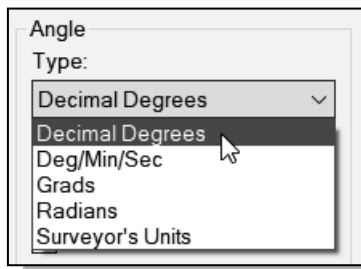 Angle
Type:
Decimal Degrees
Decimal Degrees
Deg/Min/Sec
Grads
Radians
Surveyor's Units